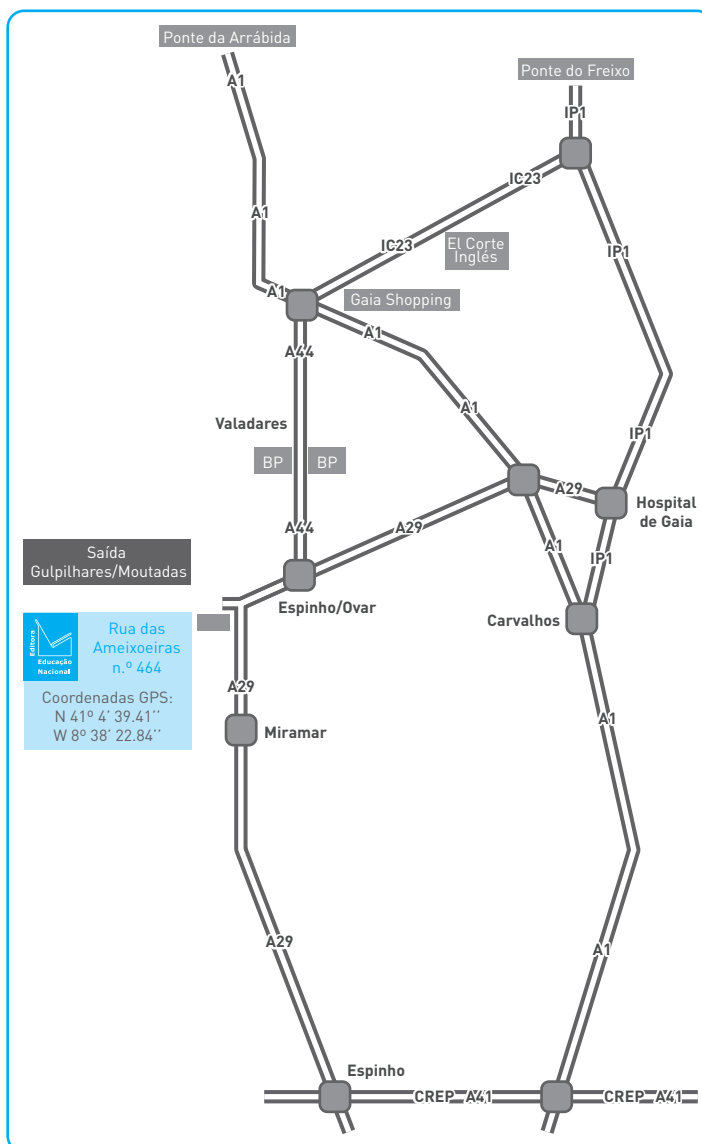 Ponte da Arrábida
A1
Ponte do Freixo
IP1
IC23
A1
El Corte
Inglés
IC23
IP1
A1
Gaia Shopping
A1
A44
A1
Valadares
IP1
BP
BP
A29
Hospital
de Gaia
A44
A29
A1
IP1
Saída
Gulpilhares/Moutadas
Espinho/Ovar
Carvalhos
Editora
Educação
Nacional
Rua das
Ameixoeiras
n.º 464
Coordenadas GPS:
N 41º 4’ 39.41’’
W 8º 38’ 22.84’’
A29
Miramar
A1
A29
A1
Espinho
CREP A41
CREP A41